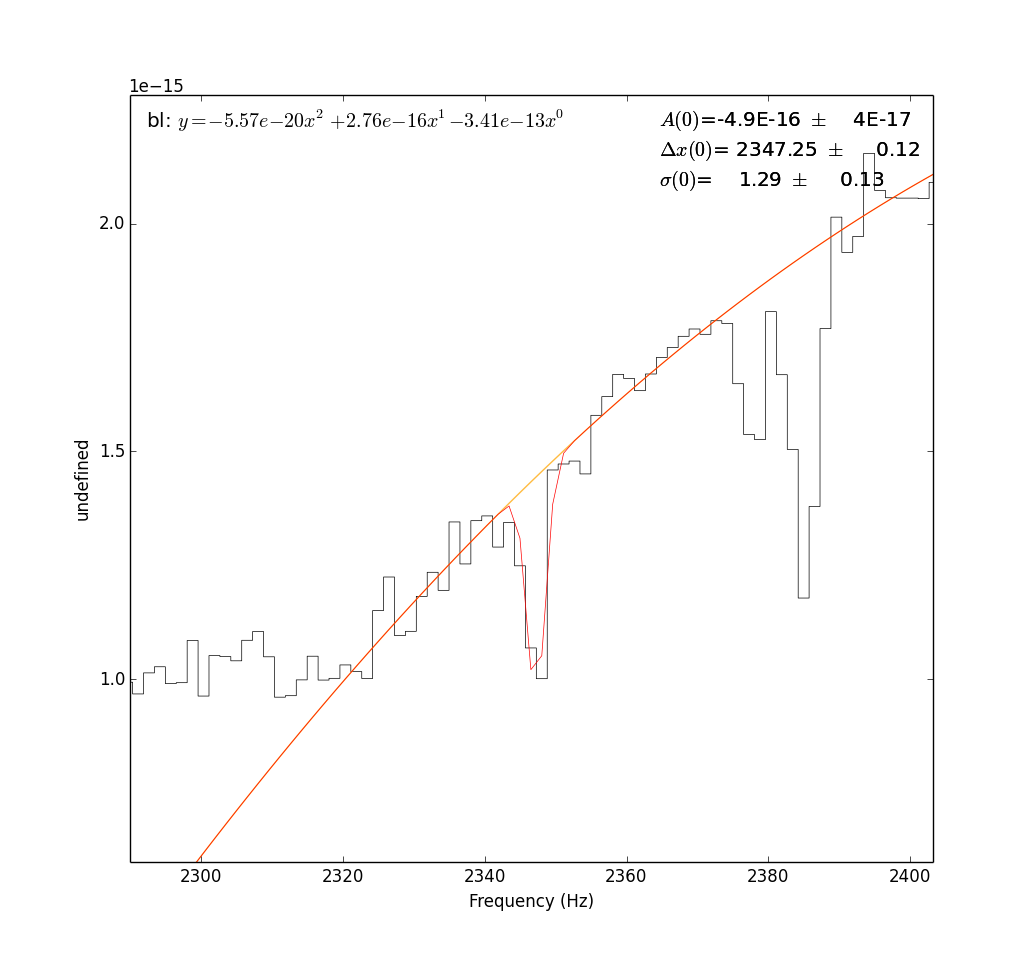 1e−15
bl: y=−5.57e−20x² +2.76e−16x¹ −3.41e−13x⁰
A(0)=-4.9E-16 ± 4E-17
Δx(0)= 2347.25 ± 0.12
σ(0)= 1.29 ± 0.13
2.0
1.5
1.0
undefined
2300 2320 2340 2360 2380 2400
Frequency (Hz)